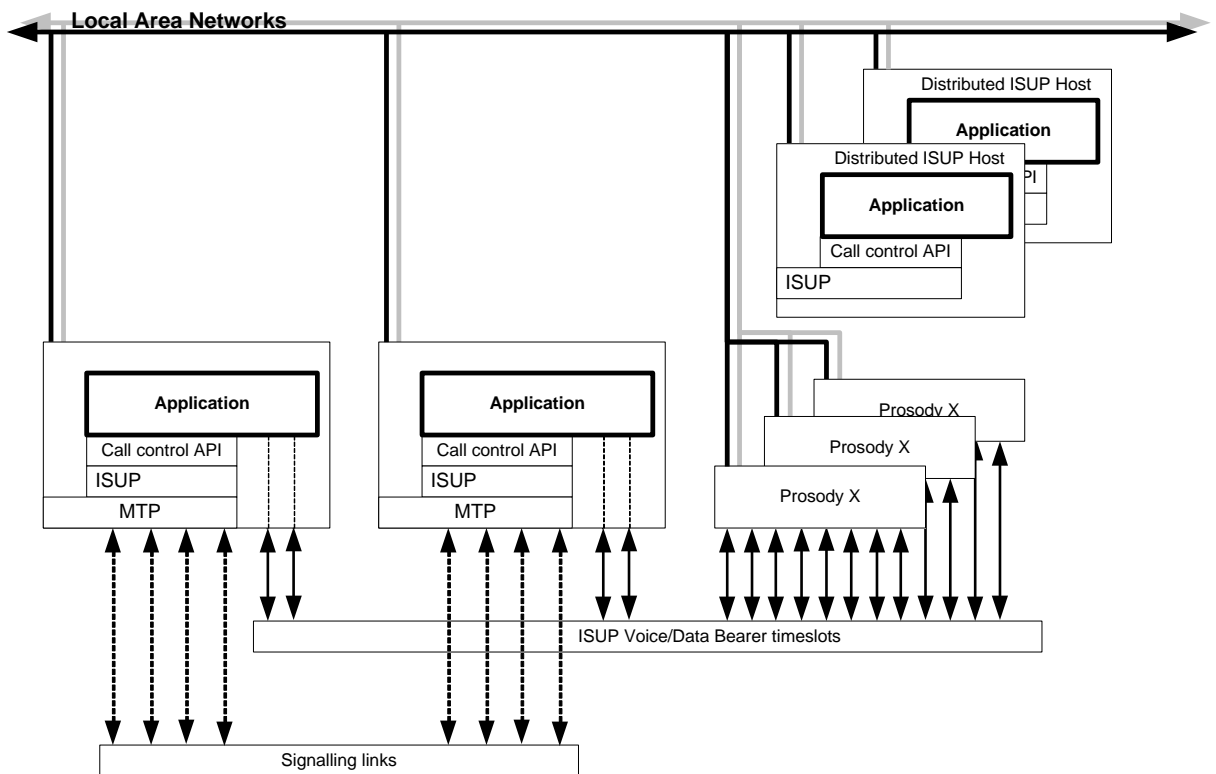 Local Area Networks
Distributed ISUP Host
Application
PI
Distributed ISUP Host
Application
Call control API
ISUP
Application
Call control API
ISUP
MTP
Application
Call control API
ISUP
MTP
Prosody X
Prosody X
Prosody X
ISUP Voice/Data Bearer timeslots
Signalling links